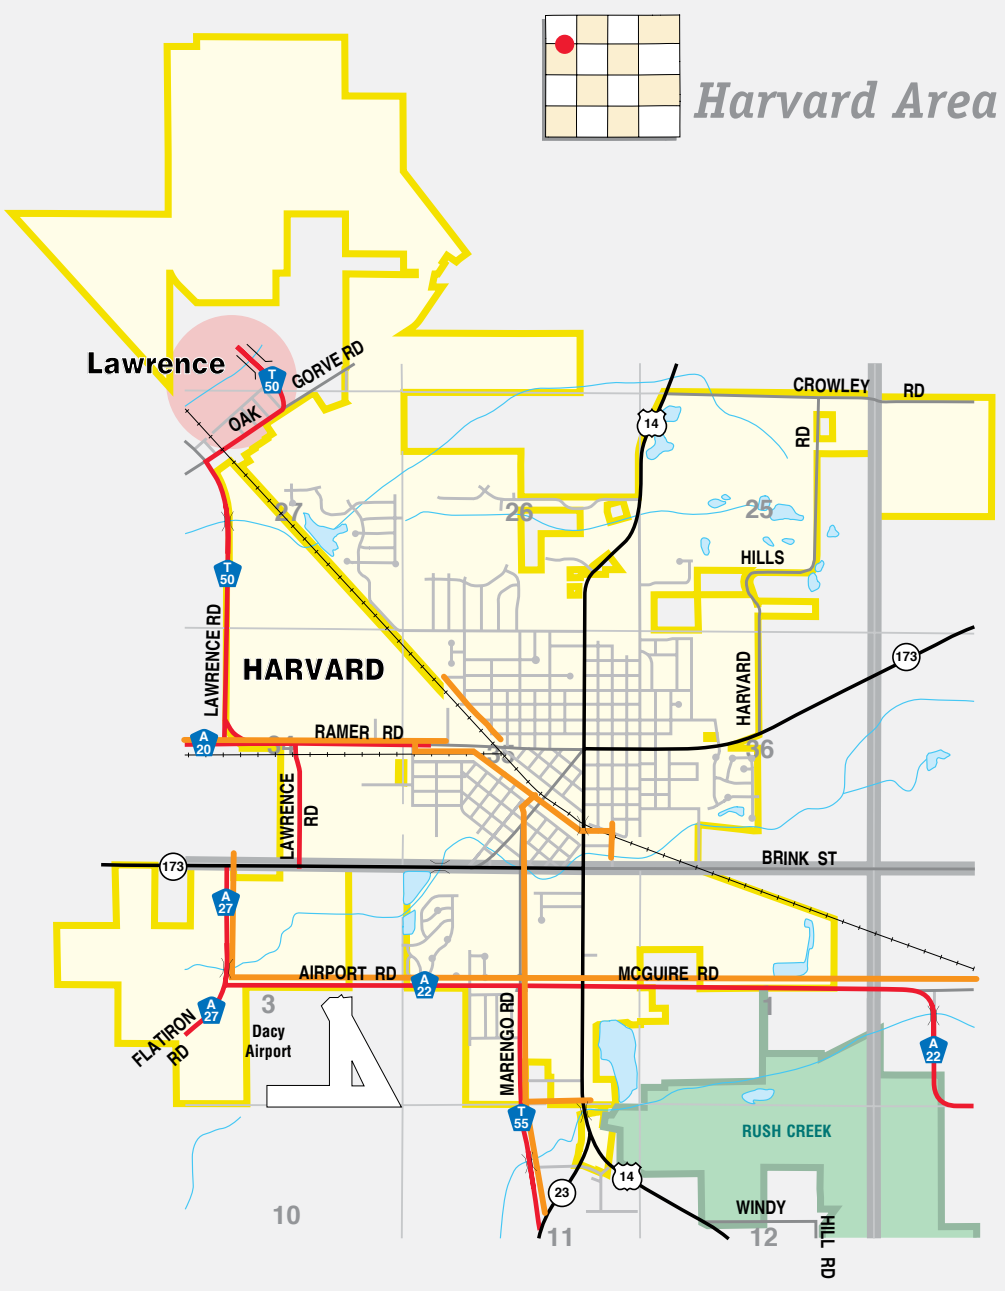 Harvard Area
Lawrence
T
50
GORVE RD
OAK
CROWLEY
RD
14
RD
27
26
25
HILLS
T
50
LAWRENCE RD
HARVARD
173
HARVARD
RAMER RD
A
20
34
35
36
LAWRENCE
RD
BRINK ST
173
A
27
AIRPORT RD
MCGUIRE RD
A
22
A
27
3
1
FLATIRON
RD
Dacy
Airport
MARENGO RD
A
22
T
55
RUSH CREEK
14
23
10
11
12
WINDY
HILL RD